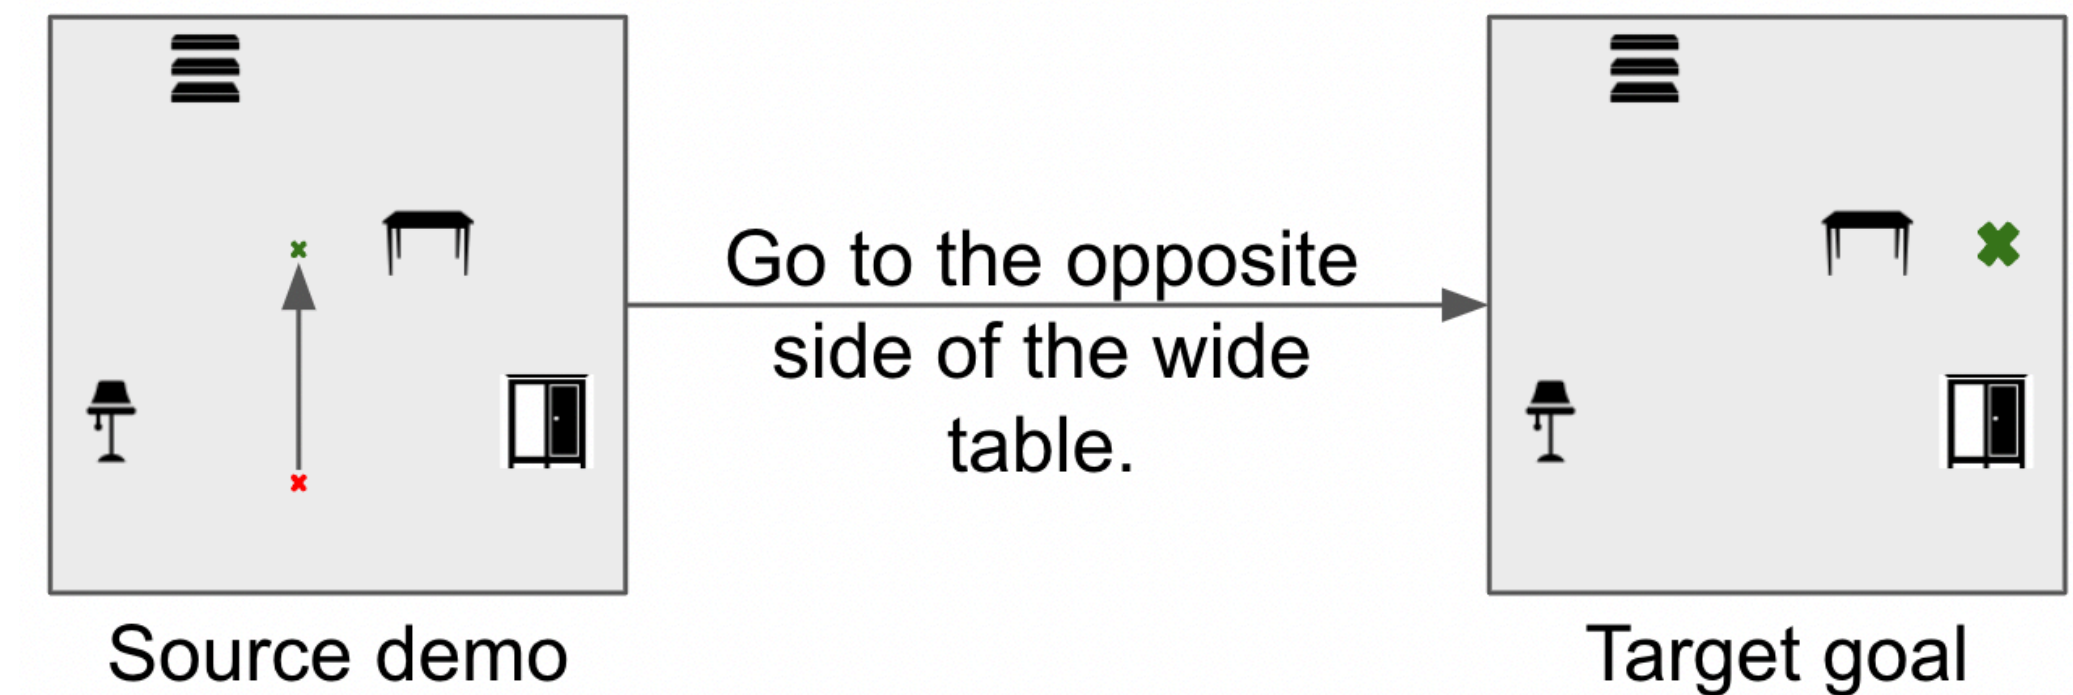 Go to the opposite
side of the wide
table.
Source demo
Target goal